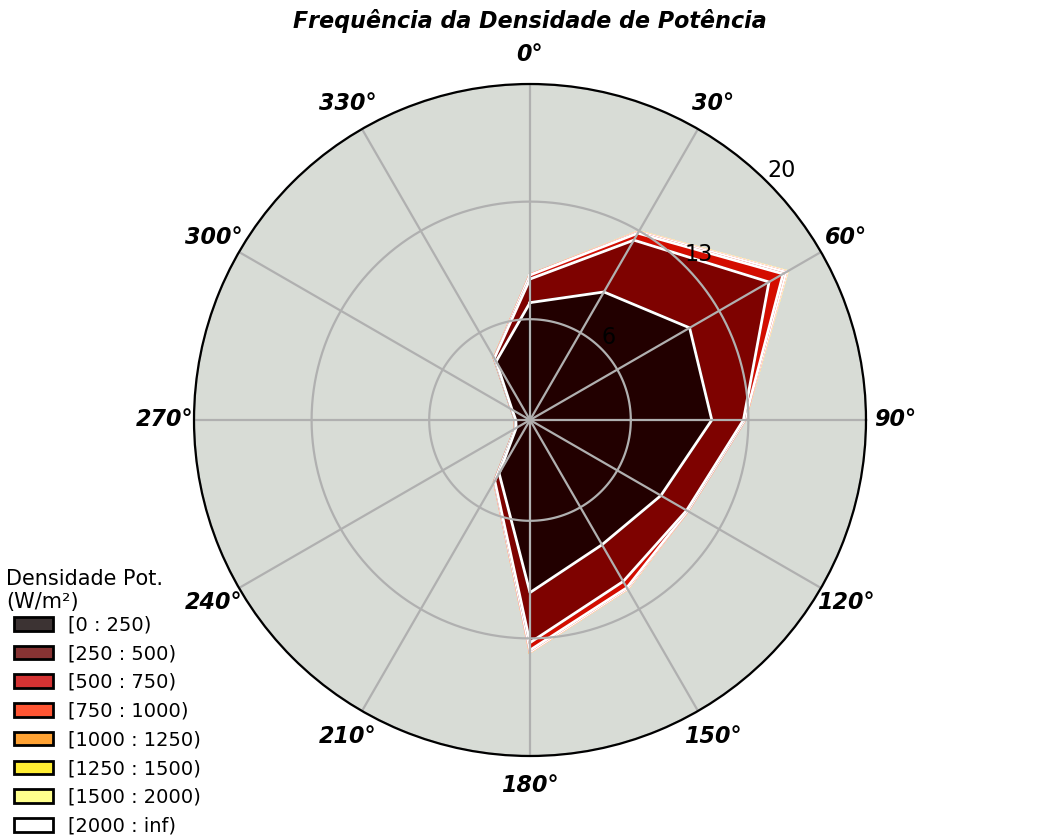 Frequência da Densidade de Potência
0°
330°
30°
20
300°
60°
13
6
270°
90°
240°
120°
210°
150°
180°
Densidade Pot.
(W/m²)
[0 : 250)
[250 : 500)
[500 : 750)
[750 : 1000)
[1000 : 1250)
[1250 : 1500)
[1500 : 2000)
[2000 : inf)